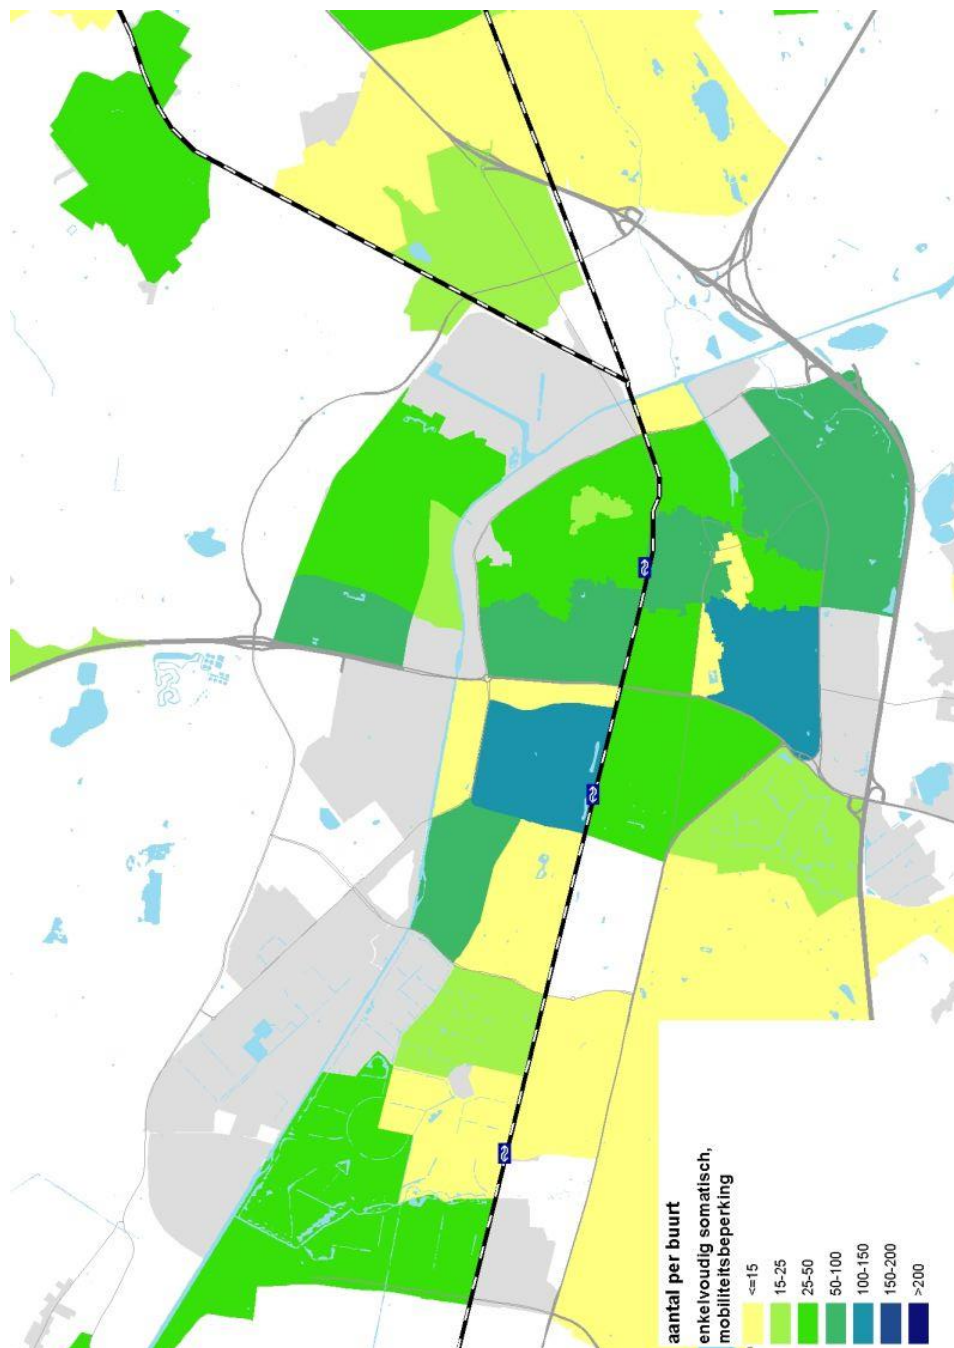 aantal per buurt
enkelvoudig somatisch,
mobiliteitsbeperking
<=15
15-25
25-50
50-100
100-150
150-200
>200